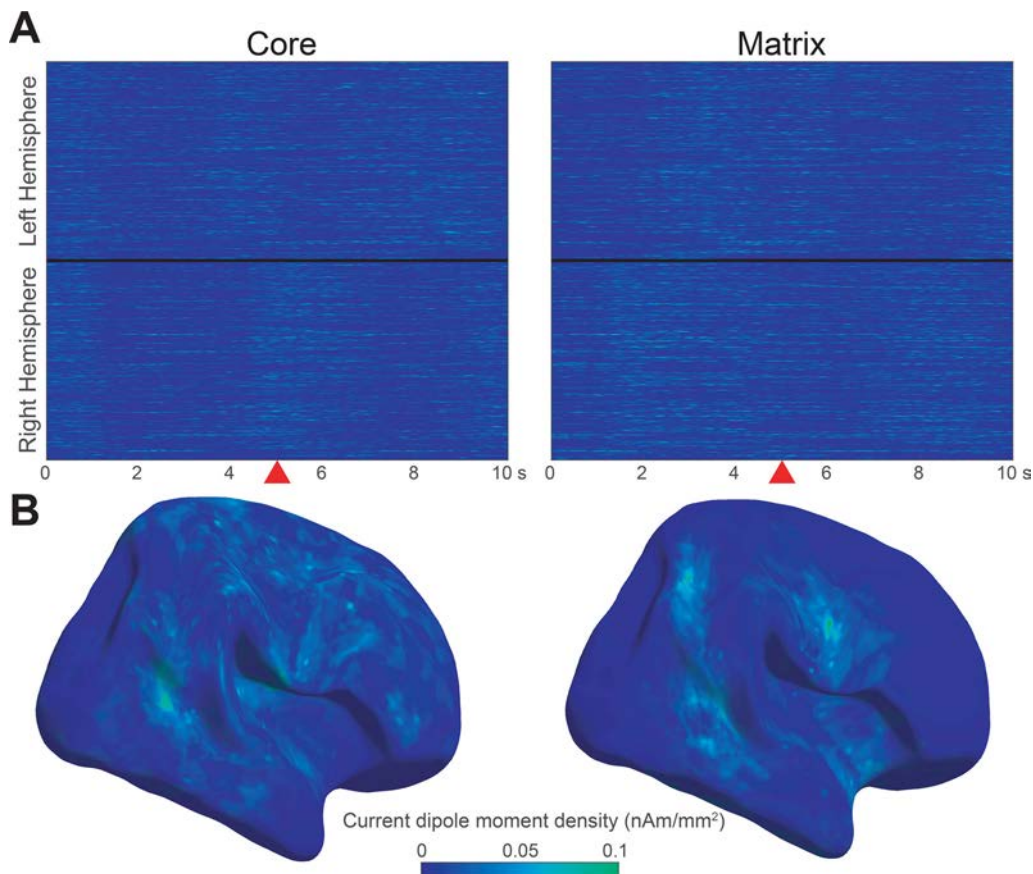 A
Core
Matrix
Left Hemisphere
Right Hemisphere
0 2 4 6 8 10 s
0 2 4 6 8 10 s
B
Current dipole moment density (nAm/mm²)
0 0.05 0.1